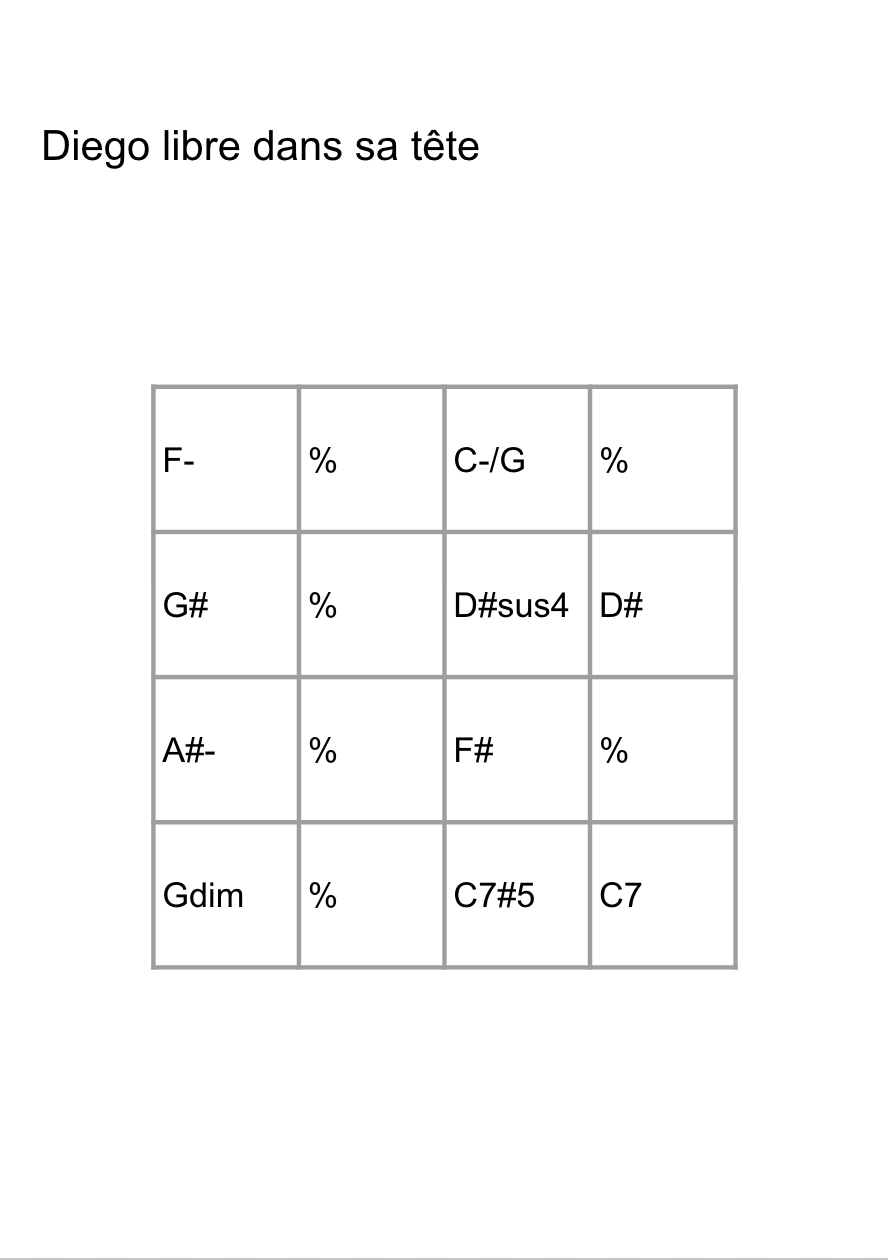 Diego libre dans sa tête
F- % C-/G %
G# % D#sus4 D#
A#- % F# %
Gdim % C7#5 C7